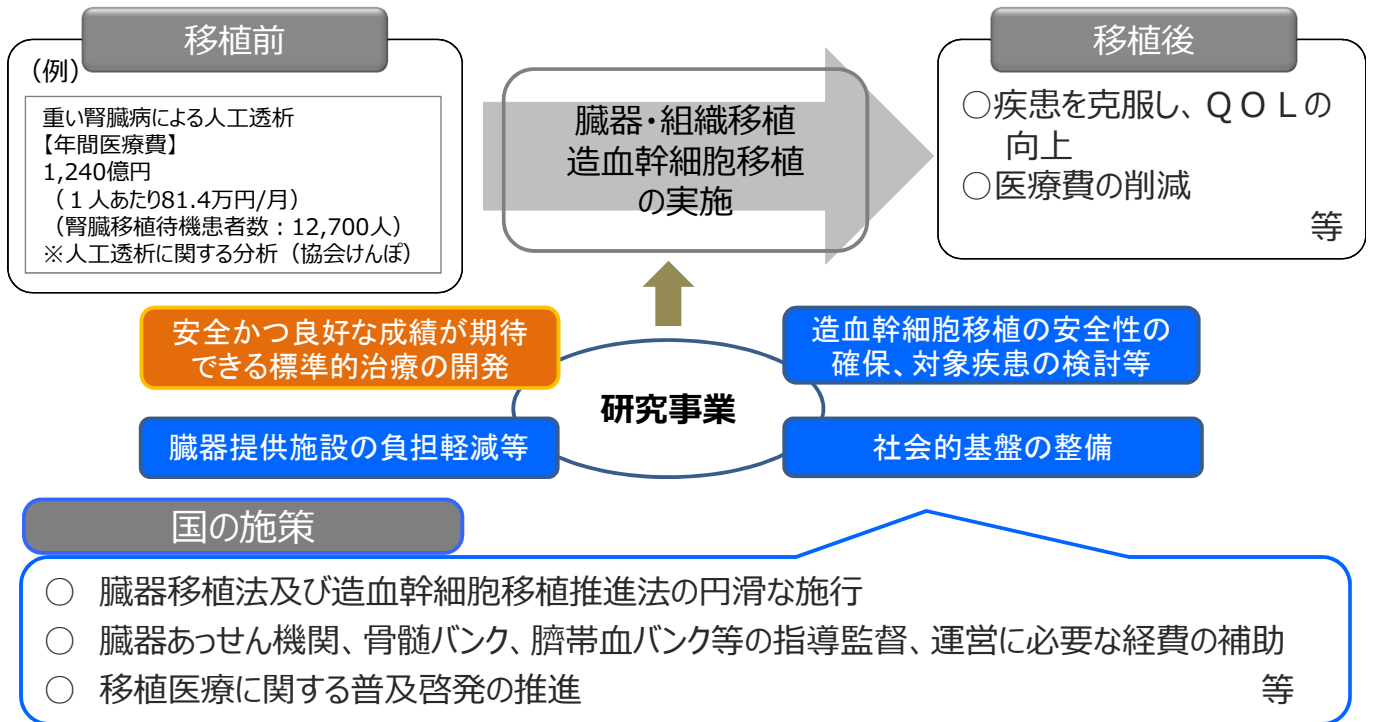 移植前
(例)
重い腎臓病による人工透析
【年間医療費】
1,240億円
(１人あたり81.4万円/月)
(腎臓移植待機患者数：12,700人)
※人工透析に関する分析（協会けんぽ）
臓器・組織移植
造血幹細胞移植
の実施
移植後
○疾患を克服し、ＱＯＬの
向上
○医療費の削減
等
安全かつ良好な成績が期待
できる標準的治療の開発
造血幹細胞移植の安全性の
確保、対象疾患の検討等
研究事業
臓器提供施設の負担軽減等
社会的基盤の整備
国の施策
○　臓器移植法及び造血幹細胞移植推進法の円滑な施行
○　臓器あっせん機関、骨髄バンク、臍帯血バンク等の指導監督、運営に必要な経費の補助
○　移植医療に関する普及啓発の推進　等